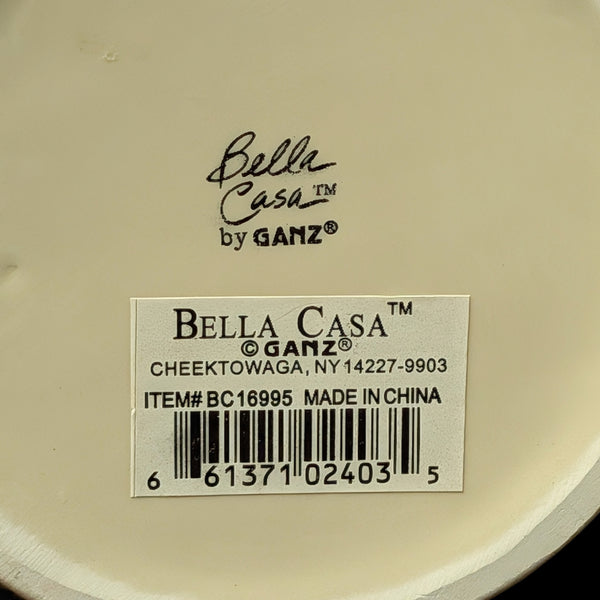 Bella
Casa™
by GANZ®
BELLA CASA™
©GANZ®
CHEEKTOWAGA, NY 14227-9903
ITEM# BC16995 MADE IN CHINA
6 61371 02403 5